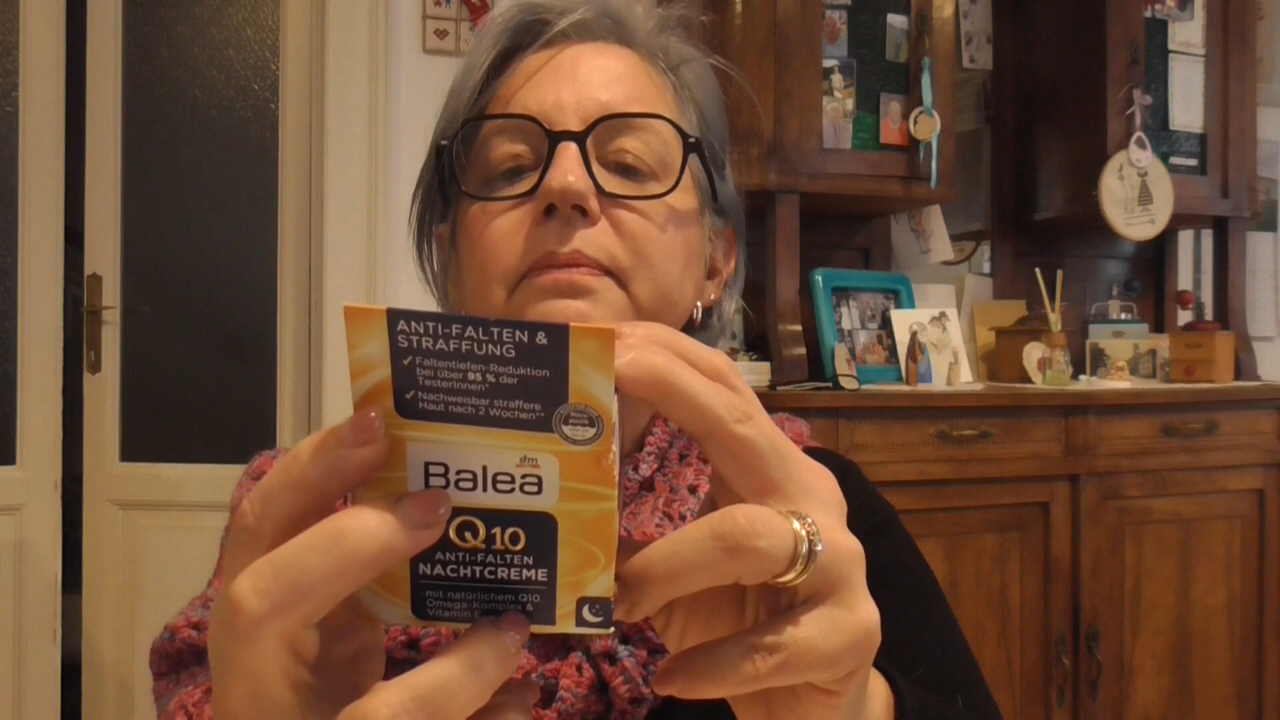 ANTI-FALTEN &
STRAFFUNG
✓ Faltentiefen-Reduktion
bei über 95 % der
TesterInnen*
✓ Nachweisbar straffere
Haut nach 2 Wochen**
dm
Balea
Q10
ANTI-FALTEN
NACHTCREME
mit natürlichem Q10,
Omega-Komplex &
Vitamin